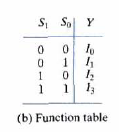 S₁ S₀ Y
0 0 I₀
0 1 I₁
1 0 I₂
1 1 I₃
(b) Function table